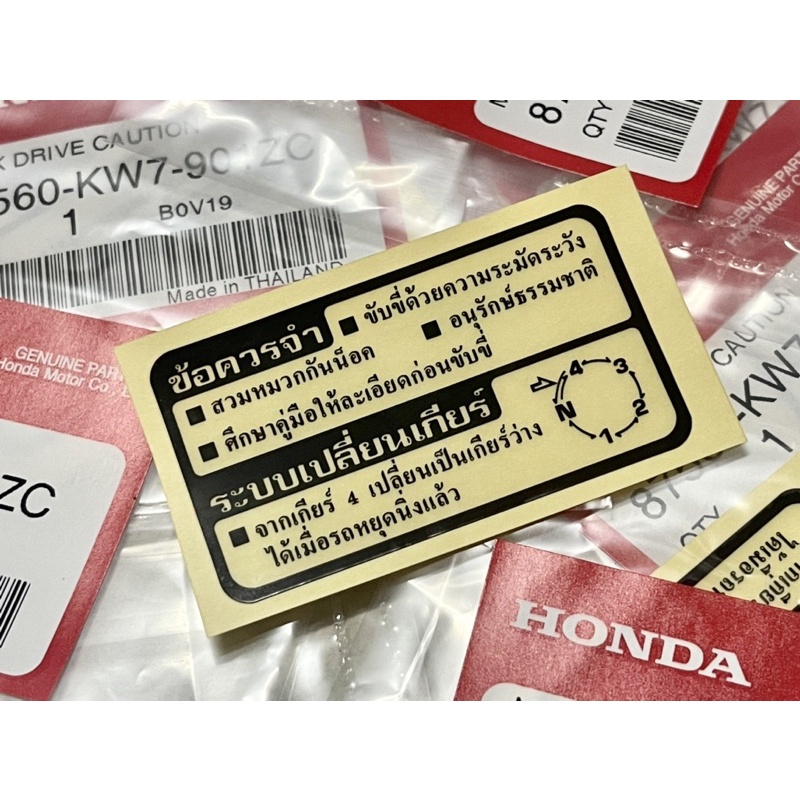 K DRIVE CAUTION
560-KW7-901ZC
1
B0V19
Made in THAILAND
QTY
GENUINE PAR
Honda Motor Co
GENUINE PART
Honda Motor
ข้อควรจำ
ขับขี่ด้วยความระมัดระวัง
สวมหมวกกันน็อค
อนุรักษ์ธรรมชาติ
ศึกษาคู่มือให้ละเอียดก่อนขับขี่
ระบบเปลี่ยนเกียร์
จากเกียร์ 4 เปลี่ยนเป็นเกียร์ว่าง
ได้เมื่อรถหยุดนิ่งแล้ว
4 3
N 2
1
CAUTION
-KW7
1
QTY
ZC
HONDA